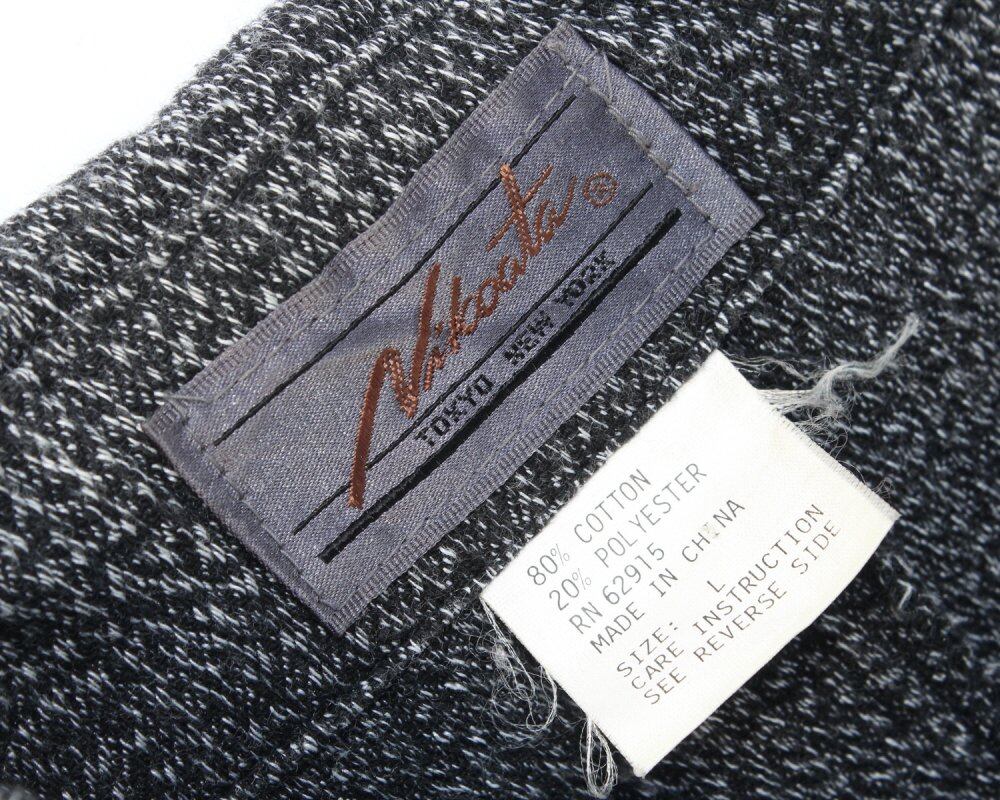 Nikoata ®
TOKYO NEW YORK
80% COTTON
20% POLYESTER
RN 62915
MADE IN CHINA
SIZE: L
CARE INSTRUCTION
SEE REVERSE SIDE